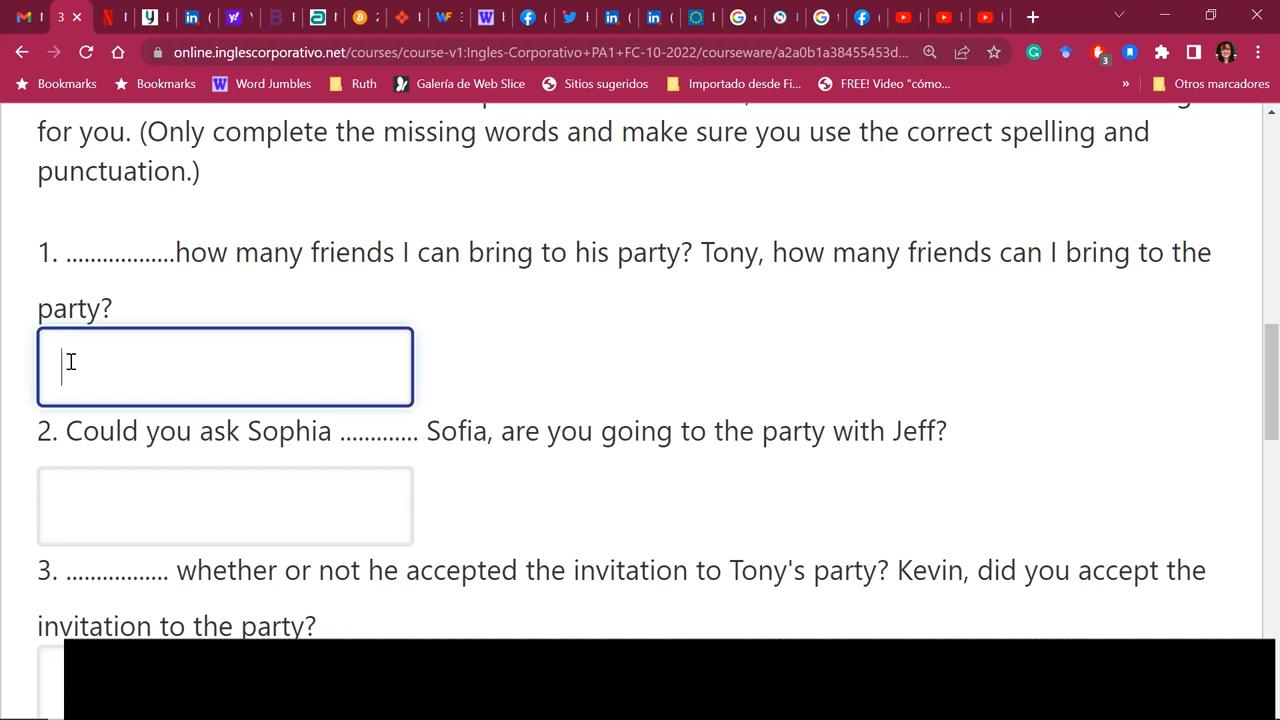 3
online.inglescorporativo.net/courses/course-v1:Ingles-Corporativo+PA1+FC-10-2022/courseware/a2a0b1a38455453d...
3
Bookmarks Bookmarks Word Jumbles Ruth Galería de Web Slice Sitios sugeridos Importado desde Fi... FREE! Video "cómo... » Otros marcadores
for you. (Only complete the missing words and make sure you use the correct spelling and
punctuation.)
1. ..................how many friends I can bring to his party? Tony, how many friends can I bring to the
party?
2. Could you ask Sophia ............. Sofia, are you going to the party with Jeff?
3. ................. whether or not he accepted the invitation to Tony's party? Kevin, did you accept the
invitation to the party?